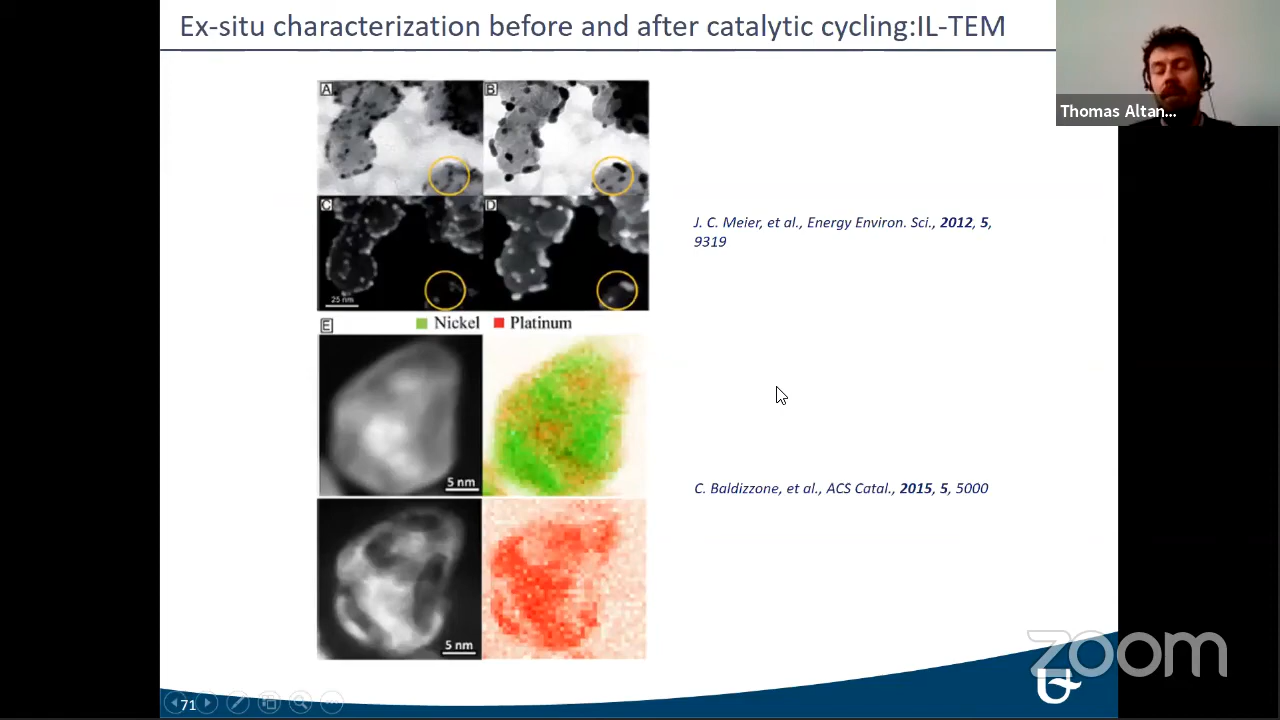 Ex-situ characterization before and after catalytic cycling:IL-TEM
Thomas Altan...
A
B
C
D
25 nm
J. C. Meier, et al., Energy Environ. Sci., 2012, 5,
9319
E
Nickel Platinum
5 nm
C. Baldizzone, et al., ACS Catal., 2015, 5, 5000
5 nm
zoom
71